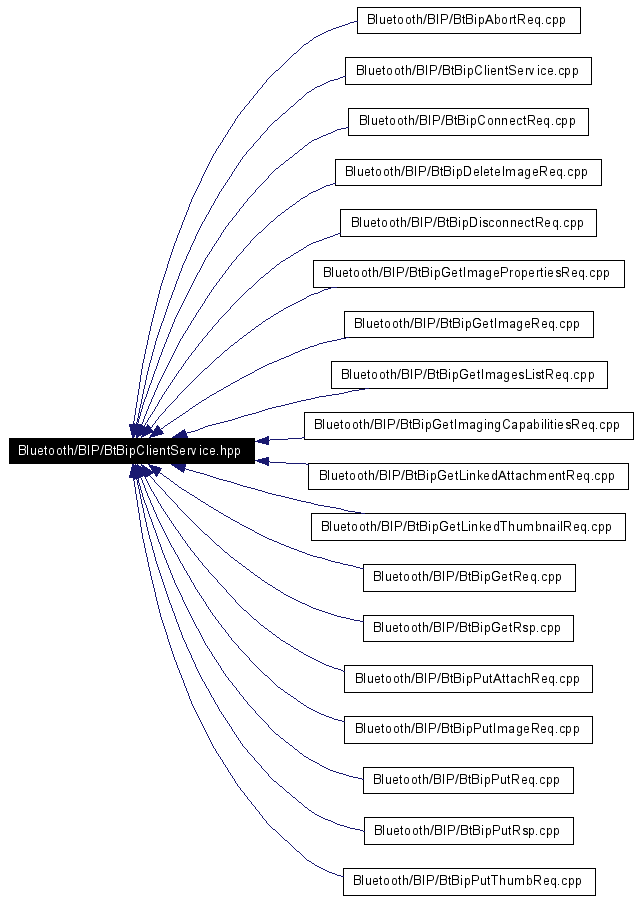 Bluetooth/BIP/BtBipAbortReq.cpp
Bluetooth/BIP/BtBipClientService.cpp
Bluetooth/BIP/BtBipConnectReq.cpp
Bluetooth/BIP/BtBipDeleteImageReq.cpp
Bluetooth/BIP/BtBipDisconnectReq.cpp
Bluetooth/BIP/BtBipGetImagePropertiesReq.cpp
Bluetooth/BIP/BtBipGetImageReq.cpp
Bluetooth/BIP/BtBipGetImagesListReq.cpp
Bluetooth/BIP/BtBipGetImagingCapabilitiesReq.cpp
Bluetooth/BIP/BtBipClientService.hpp
Bluetooth/BIP/BtBipGetLinkedAttachmentReq.cpp
Bluetooth/BIP/BtBipGetLinkedThumbnailReq.cpp
Bluetooth/BIP/BtBipGetReq.cpp
Bluetooth/BIP/BtBipGetRsp.cpp
Bluetooth/BIP/BtBipPutAttachReq.cpp
Bluetooth/BIP/BtBipPutImageReq.cpp
Bluetooth/BIP/BtBipPutReq.cpp
Bluetooth/BIP/BtBipPutRsp.cpp
Bluetooth/BIP/BtBipPutThumbReq.cpp